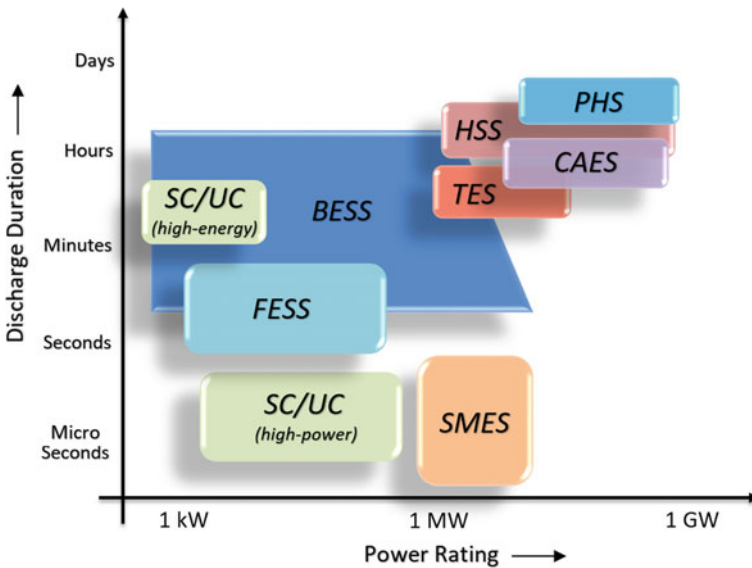 Days
Hours
Minutes
Seconds
Micro
Seconds
Discharge Duration
PHS
HSS
CAES
TES
SC/UC
(high-energy)
BESS
FESS
SC/UC
(high-power)
SMES
1 kW
1 MW
1 GW
Power Rating